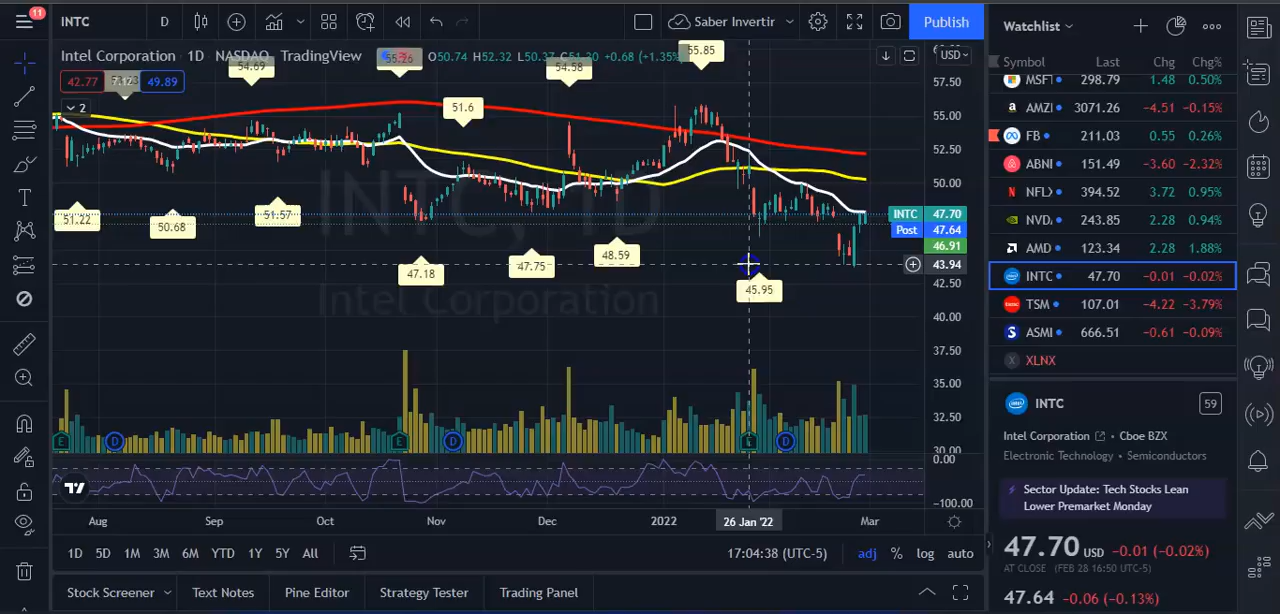 11
INTC
D
Saber Invertir
Publish
Watchlist
Intel Corporation • 1D NASDAQ TradingView
O50.74 H52.32 L50.37 +0.68 (+1.35%
USD
42.77
49.89
2
54.69
54.58
55.85
51.6
51.22
50.68
51.57
47.18
47.75
48.59
45.95
INTC, 1D
Intel Corporation
57.50
55.00
52.50
50.00
INTC 47.70
Post 47.64
46.91
43.94
42.50
40.00
37.50
35.00
32.50
30.00
0.00
-100.00
E
D
E
D
E
D
Aug Sep Oct Nov Dec 2022 26 Jan '22 Mar
1D 5D 1M 3M 6M YTD 1Y 5Y All
17:04:38 (UTC-5)
adj % log auto
Stock Screener
Text Notes
Pine Editor
Strategy Tester
Trading Panel
Symbol Last Chg Chg%
MSFT 298.79 1.48 0.50%
AMZI 3071.26 -4.51 -0.15%
FB 211.03 0.55 0.26%
ABNI 151.49 -3.60 -2.32%
NFLX 394.52 3.72 0.95%
NVD. 243.85 2.28 0.94%
AMD 123.34 2.28 1.88%
INTC 47.70 -0.01 -0.02%
TSM 107.01 -4.22 -3.79%
ASMI 666.51 -0.61 -0.09%
X XLNX
INTC
59
Intel Corporation • Cboe BZX
Electronic Technology • Semiconductors
Sector Update: Tech Stocks Lean
Lower Premarket Monday
47.70 USD -0.01 (-0.02%)
AT CLOSE (FEB 28 16:50 UTC-5)
47.64 -0.06 (-0.13%)